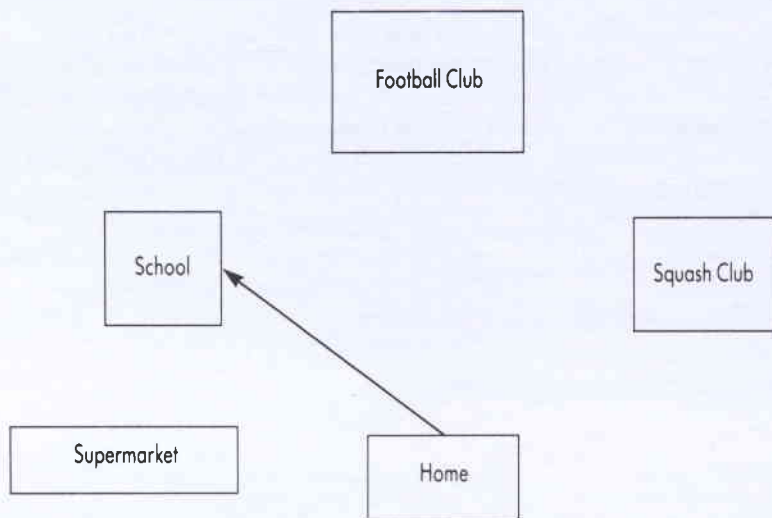 Football Club
School
Squash Club
Supermarket
Home